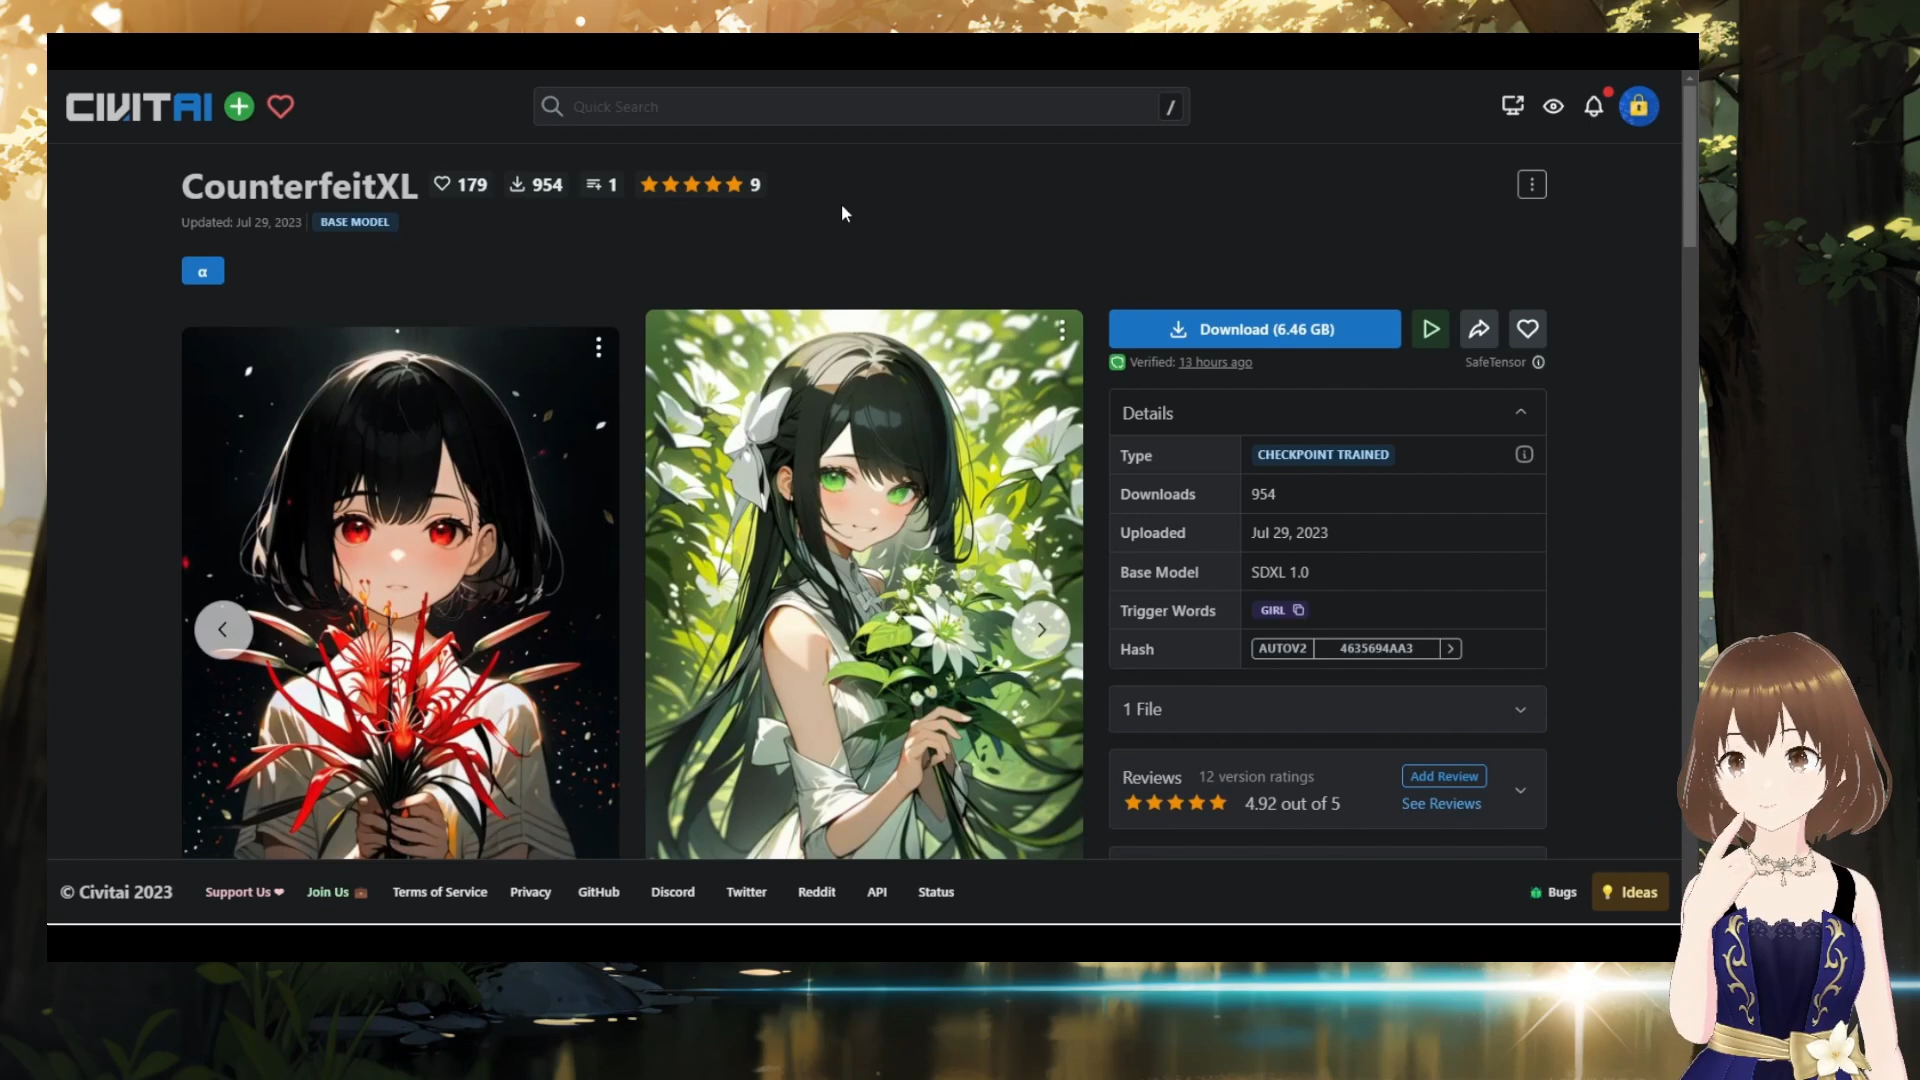 CIVITAI
Quick Search
/
CounterfeitXL
179
954
1
9
Updated: Jul 29, 2023
BASE MODEL
α
Download (6.46 GB)
Verified: 13 hours ago
SafeTensor
Details
Type
CHECKPOINT TRAINED
Downloads
954
Uploaded
Jul 29, 2023
Base Model
SDXL 1.0
Trigger Words
GIRL
Hash
AUTOV2
4635694AA3
1 File
Reviews
12 version ratings
Add Review
4.92 out of 5
See Reviews
© Civitai 2023
Support Us
Join Us
Terms of Service
Privacy
GitHub
Discord
Twitter
Reddit
API
Status
Bugs
Ideas